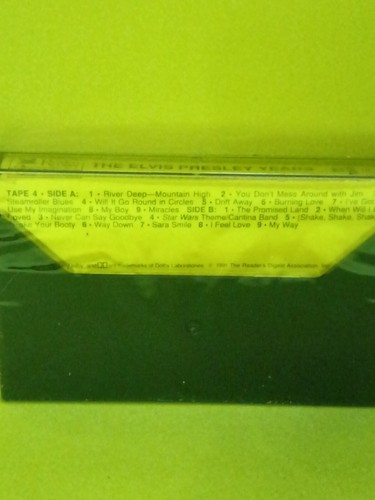 THE ELVIS PRESLEY YEARS
TAPE 4 • SIDE A: 1 • River Deep—Mountain High 2 • You Don't Mess Around with Jim
Steamroller Blues 4 • Will It Go Round in Circles 5 • Drift Away 6 • Burning Love 7 • I've Got
Use My Imagination 8 • My Boy 9 • Miracles SIDE B: 1 • The Promised Land 2 • When Will I
Loved 3 • Never Can Say Goodbye 4 • Star Wars Theme/Cantina Band 5 • (Shake, Shake, Shake
Shake Your Booty 6 • Way Down 7 • Sara Smile 8 • I Feel Love 9 • My Way
Trademarks of Dolby Laboratories. © 1991 The Reader's Digest Association,